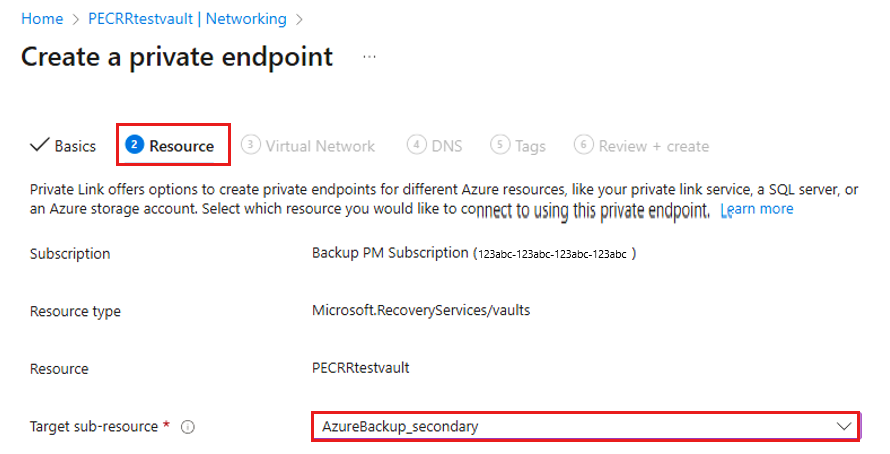 Home > PECRRtestvault | Networking >
Create a private endpoint ...
Basics 2 Resource 3 Virtual Network 4 DNS 5 Tags 6 Review + create
Private Link offers options to create private endpoints for different Azure resources, like your private link service, a SQL server, or
an Azure storage account. Select which resource you would like to connect to using this private endpoint. Learn more
Subscription Backup PM Subscription (123abc-123abc-123abc-123abc )
Resource type Microsoft.RecoveryServices/vaults
Resource PECRRtestvault
Target sub-resource * AzureBackup_secondary